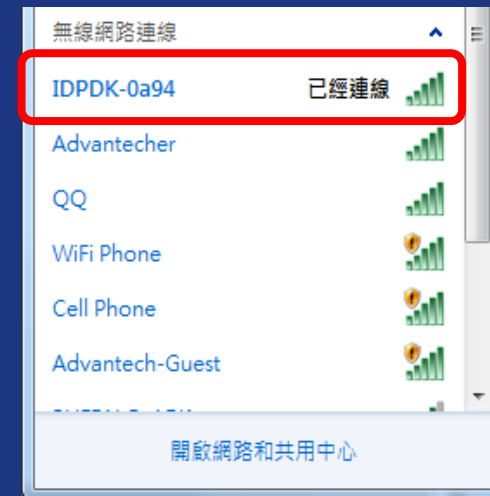 無線網路連線
IDPDK-0a94 已經連線
Advantecher
QQ
WiFi Phone
Cell Phone
Advantech-Guest
開啟網路和共用中心